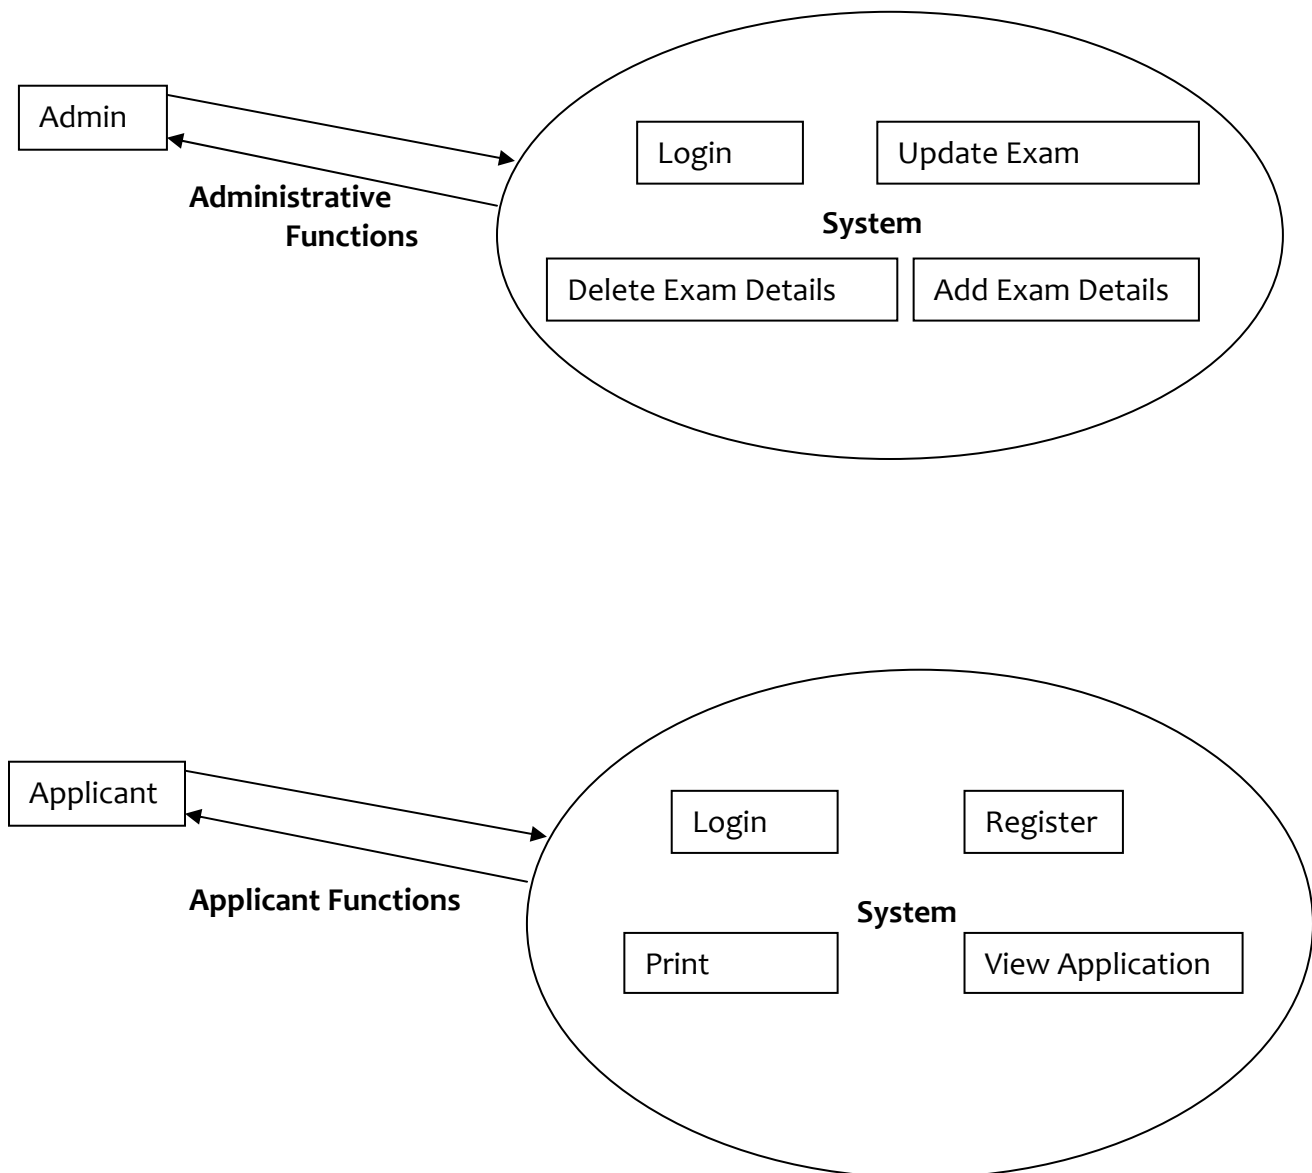 Admin
Login
Update Exam
Administrative
Functions
System
Delete Exam Details
Add Exam Details
Applicant
Login
Register
Applicant Functions
System
Print
View Application